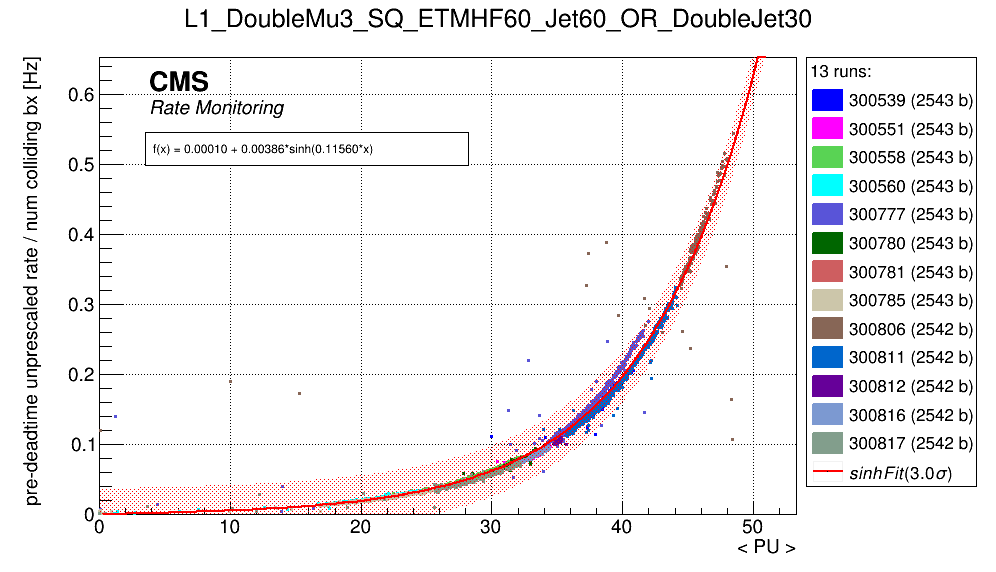 L1_DoubleMu3_SQ_ETMHF60_Jet60_OR_DoubleJet30
pre-deadtime unprescaled rate / num colliding bx [Hz]
CMS
Rate Monitoring
f(x) = 0.00010 + 0.00386*sinh(0.11560*x)
0.6
0.5
0.4
0.3
0.2
0.1
0
0 10 20 30 40 50
< PU >
13 runs:
300539 (2543 b)
300551 (2543 b)
300558 (2543 b)
300560 (2543 b)
300777 (2543 b)
300780 (2543 b)
300781 (2543 b)
300785 (2543 b)
300806 (2542 b)
300811 (2542 b)
300812 (2542 b)
300816 (2542 b)
300817 (2542 b)
sinhFit(3.0σ)